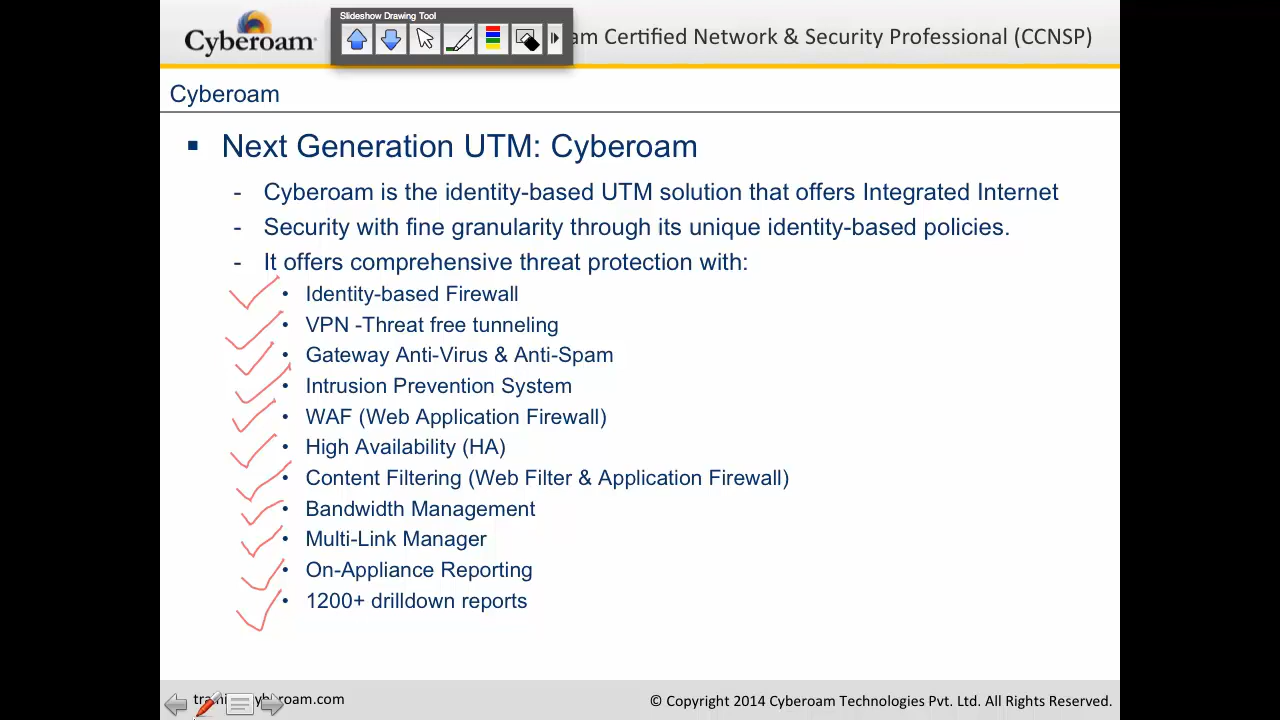 Slideshow Drawing Tool
Cyberoam
am Certified Network & Security Professional (CCNSP)
Cyberoam
Next Generation UTM: Cyberoam
- Cyberoam is the identity-based UTM solution that offers Integrated Internet
- Security with fine granularity through its unique identity-based policies.
- It offers comprehensive threat protection with:
• Identity-based Firewall
• VPN -Threat free tunneling
• Gateway Anti-Virus & Anti-Spam
• Intrusion Prevention System
• WAF (Web Application Firewall)
• High Availability (HA)
• Content Filtering (Web Filter & Application Firewall)
• Bandwidth Management
• Multi-Link Manager
• On-Appliance Reporting
• 1200+ drilldown reports
© Copyright 2014 Cyberoam Technologies Pvt. Ltd. All Rights Reserved.